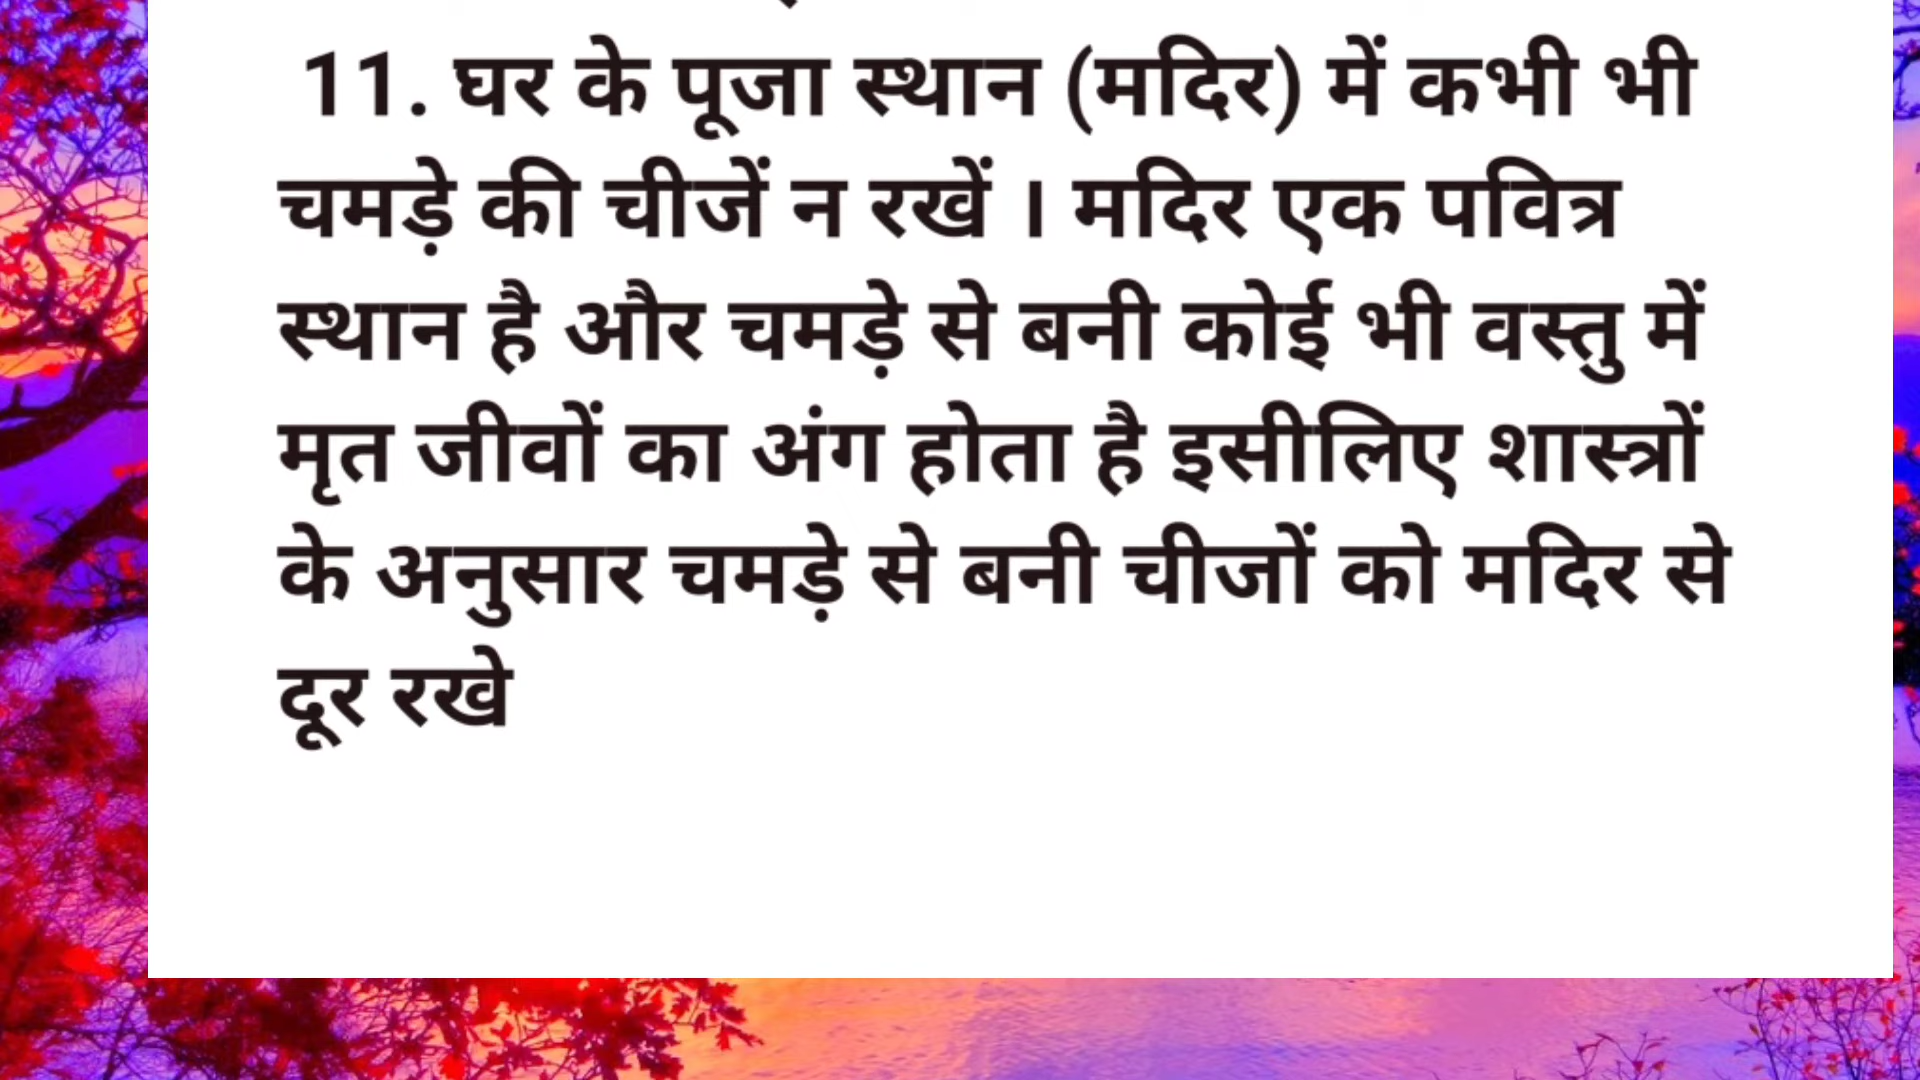 11. घर के पूजा स्थान (मदिर) में कभी भी
चमड़े की चीजें न रखें । मदिर एक पवित्र
स्थान है और चमड़े से बनी कोई भी वस्तु में
मृत जीवों का अंग होता है इसीलिए शास्त्रों
के अनुसार चमड़े से बनी चीजों को मदिर से
दूर रखे